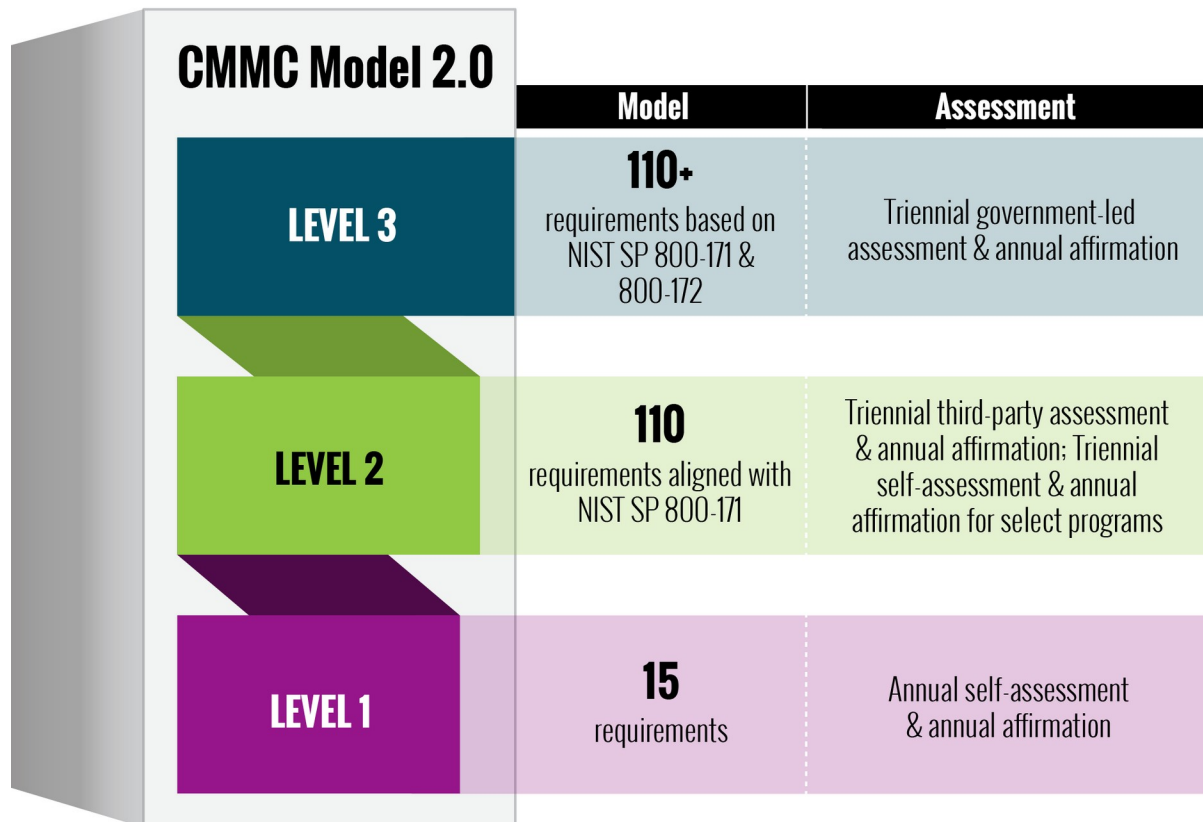 CMMC Model 2.0
Model
Assessment
LEVEL 3
110+
requirements based on
NIST SP 800-171 &
800-172
Triennial government-led
assessment & annual affirmation
LEVEL 2
110
requirements aligned with
NIST SP 800-171
Triennial third-party assessment
& annual affirmation; Triennial
self-assessment & annual
affirmation for select programs
LEVEL 1
15
requirements
Annual self-assessment
& annual affirmation